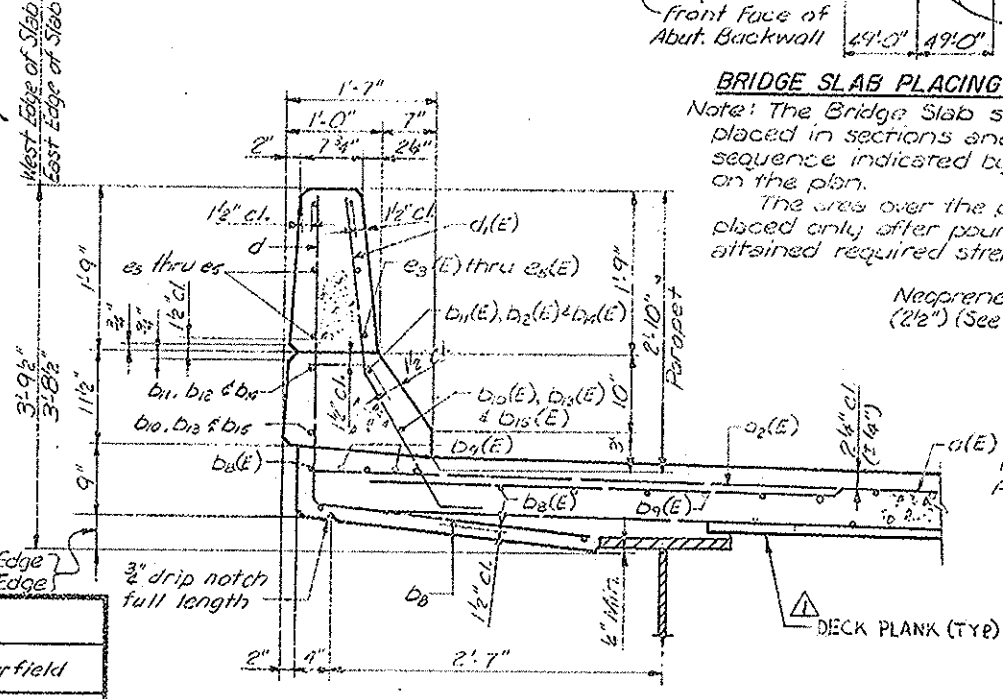 West Edge of Slab
East Edge of Slab
Front Face of
Abut. Backwall
49'-0" 49'-0"
BRIDGE SLAB PLACING
Note: The Bridge Slab s
placed in sections and
sequence indicated b
on the plan.
The area over the
placed only after pour
attained required stre
Neoprene
(2½") (See
1'-7"
1'-0" 7"
2" 7¾" 2¼"
1½" cl. 1½" cl.
d d₁(E)
e₃ thru e₅ e₃(E) thru e₅(E)
b₁₁(E), b₁₂(E) & b₁₄(E)
1'-9" 1'-9"
2'-10"
Parapet
¾" ¾" 1½" cl.
1½" cl. 1½" cl.
b₁₁, b₁₂ & b₁₄
b₁₀(E), b₁₃(E)
& b₁₅(E)
b₁₀, b₁₃ & b₁₅
11½" 10"
3'-9½"
3'-8½"
3"
b₈(E) b₉(E) a₂(E)
2¼" cl.
(±¼")
a(E)
b₈(E) b₉(E)
9"
Edge
Edge
¾" drip notch
full length
b₈
1½" cl.
½" Min.
DECK PLANK (TYP)
2" 4" 2'-7"
rfield